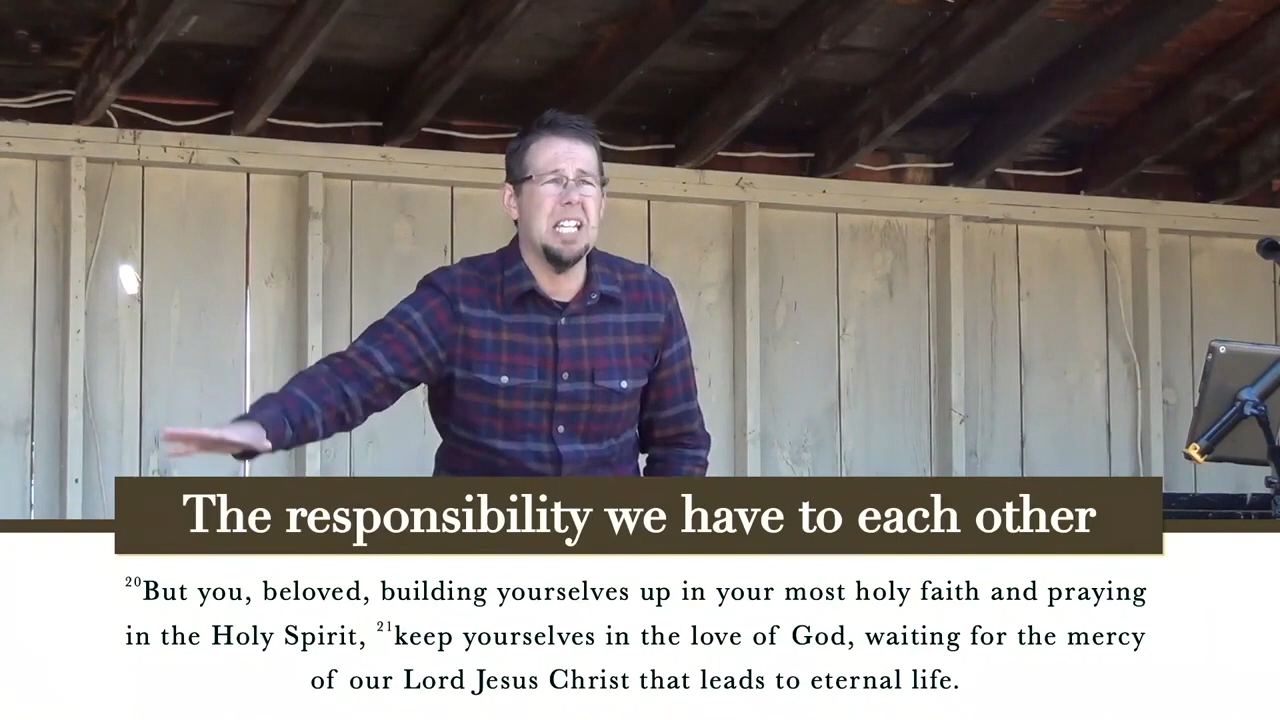 The responsibility we have to each other
²⁰But you, beloved, building yourselves up in your most holy faith and praying
in the Holy Spirit, ²¹keep yourselves in the love of God, waiting for the mercy
of our Lord Jesus Christ that leads to eternal life.